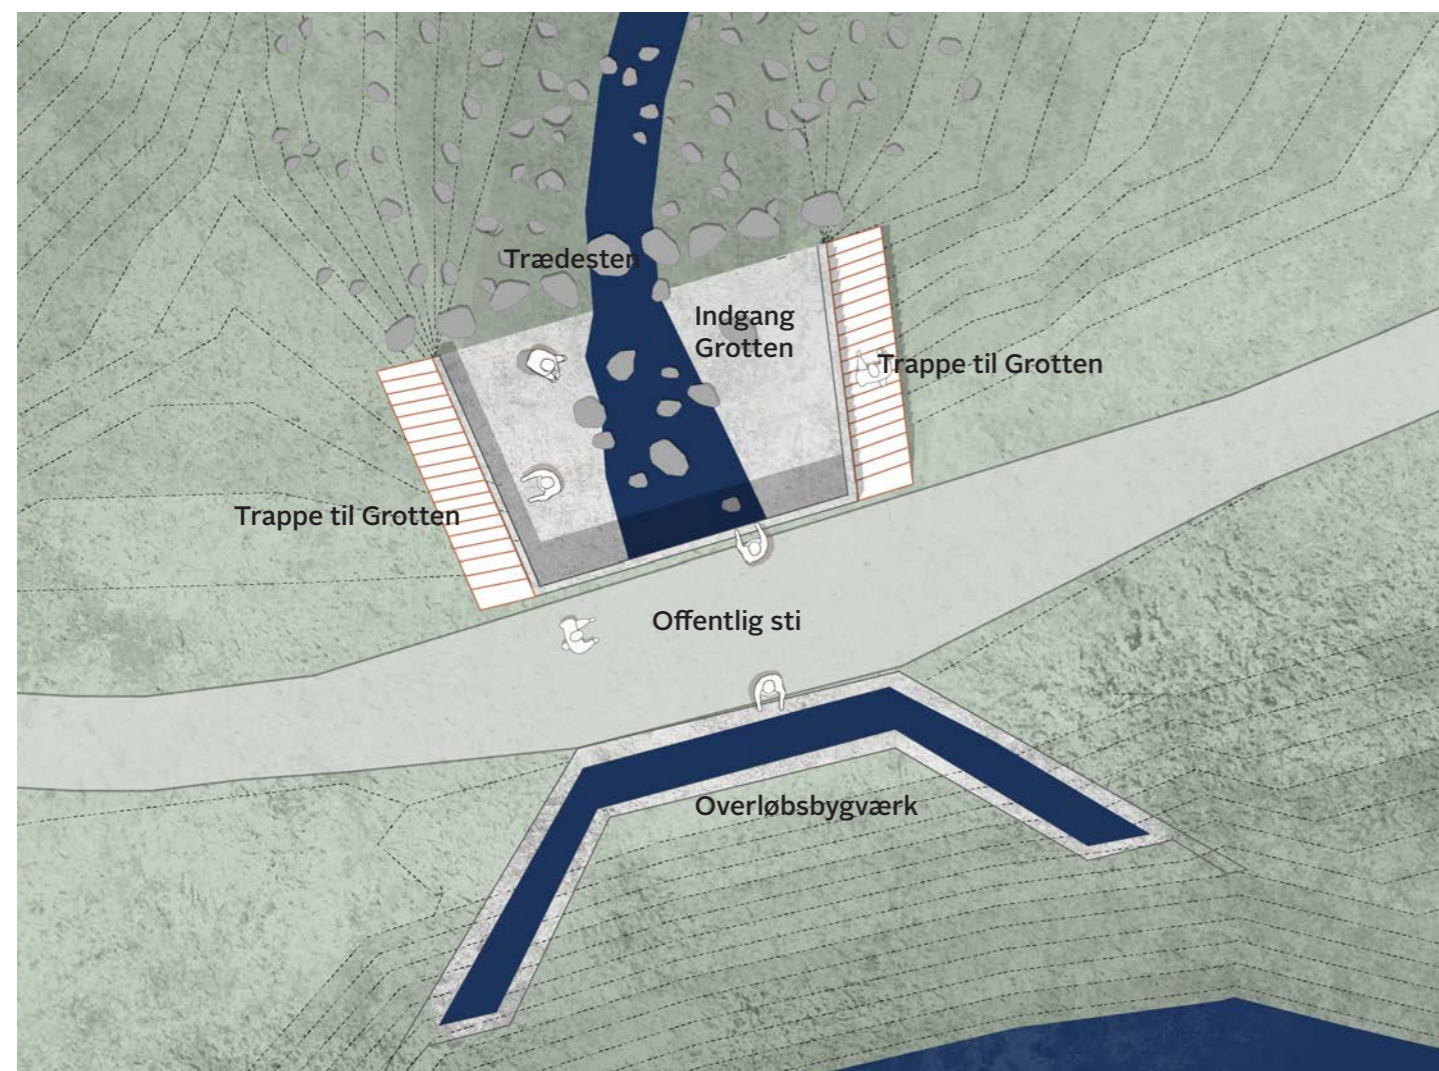 Trædesten
Indgang
Grotten
Trappe til Grotten
Trappe til Grotten
Offentlig sti
Overløbsbygværk